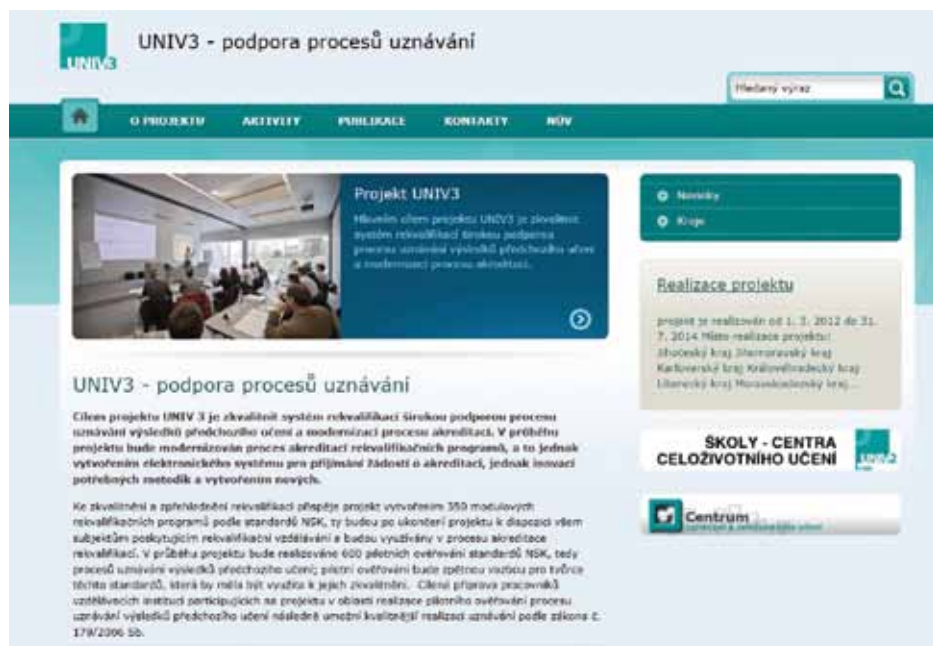 UNIV3
UNIV3 - podpora procesů uznávání
Hledaný výraz
O PROJEKTU AKTIVITY PUBLIKACE KONTAKTY NÚV
Projekt UNIV3
Hlavním cílem projektu UNIV3 je zkvalitnit
systém rekvalifikací širokou podporou
procesu uznávání výsledků předchozího učení
a modernizací procesu akreditací.
Novinky
Kraje
Realizace projektu
projekt je realizován od 1. 3. 2012 do 31.
7. 2014 Místo realizace projektu:
Jihočeský kraj Jihomoravský kraj
Karlovarský kraj Královéhradecký kraj
Liberecký kraj Moravskoslezský kraj...
UNIV3 - podpora procesů uznávání
Cílem projektu UNIV 3 je zkvalitnit systém rekvalifikací širokou podporou procesu
uznávání výsledků předchozího učení a modernizací procesu akreditací. V průběhu
projektu bude modernizován proces akreditací rekvalifikačních programů, a to jednak
vytvořením elektronického systému pro přijímání žádostí o akreditaci, jednak inovací
potřebných metodik a vytvořením nových.
Ke zkvalitnění a zpřehlednění rekvalifikací přispěje projekt vytvořením 350 modulových
rekvalifikačních programů podle standardů NSK, ty budou po ukončení projektu k dispozici všem
subjektům poskytujícím rekvalifikační vzdělávání a budou využívány v procesu akreditace
rekvalifikací. V průběhu projektu bude realizováno 600 pilotních ověřování standardů NSK, tedy
procesů uznávání výsledků předchozího učení; pilotní ověřování bude zpětnou vazbou pro tvůrce
těchto standardů, která by měla být využita k jejich zkvalitnění. Cílená příprava pracovníků
vzdělávacích institucí participujících na projektu v oblasti realizace pilotního ověřování procesu
uznávání výsledků předchozího učení následně umožní kvalitnější realizaci uznávání podle zákona č.
179/2006 Sb.
ŠKOLY - CENTRA
CELOŽIVOTNÍHO UČENÍ
Centrum